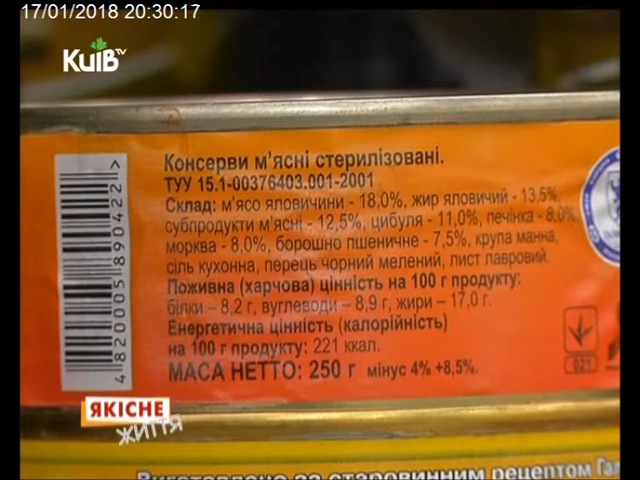 17/01/2018 20:30:17
КиїВ TV
Консерви м'ясні стерилізовані.
ТУУ 15.1-00376403.001-2001
Склад: м'ясо яловичини - 18,0%, жир яловичий - 13,5%
субпродукти м'ясні - 12,5%, цибуля - 11,0%, печінка - 8,0%,
морква - 8,0%, борошно пшеничне - 7,5%, крупа манна,
сіль кухонна, перець чорний мелений, лист лавровий.
Поживна (харчова) цінність на 100 г продукту:
білки – 8,2 г, вуглеводи – 8,9 г, жири – 17,0 г.
Енергетична цінність (калорійність)
на 100 г продукту: 221 ккал.
МАСА НЕТТО: 250 г мінус 4% +8,5%.
4 820005 890422 >
021
ЯКІСНЕ
ЖИТТЯ
Виготовлено за старовинним рецептом